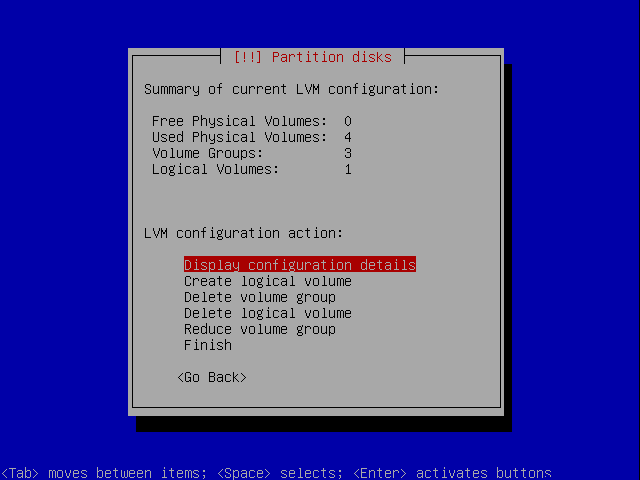 [!!] Partition disks
Summary of current LVM configuration:
Free Physical Volumes: 0
Used Physical Volumes: 4
Volume Groups: 3
Logical Volumes: 1
LVM configuration action:
Display configuration details
Create logical volume
Delete volume group
Delete logical volume
Reduce volume group
Finish
<Go Back>
<Tab> moves between items; <Space> selects; <Enter> activates buttons